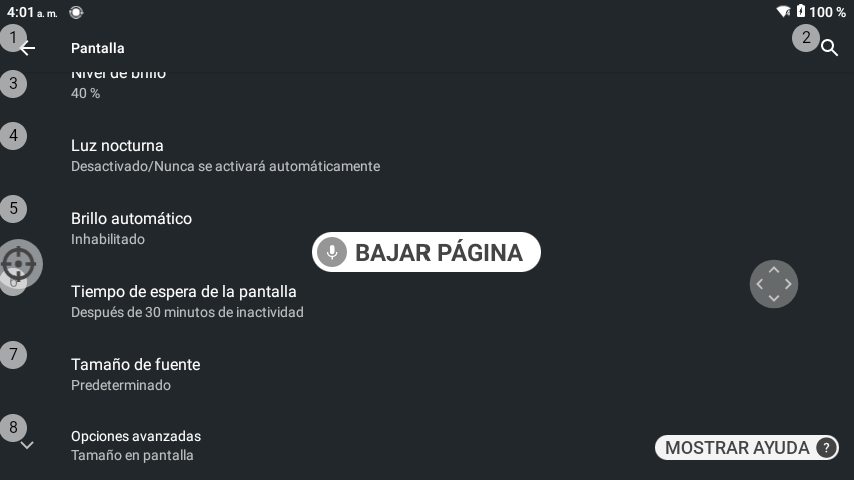 4:01 a. m.
100 %
1
Pantalla
2
3
Nivel de brillo
40 %
4
Luz nocturna
Desactivado/Nunca se activará automáticamente
5
Brillo automático
Inhabilitado
BAJAR PÁGINA
6
Tiempo de espera de la pantalla
Después de 30 minutos de inactividad
7
Tamaño de fuente
Predeterminado
8
Opciones avanzadas
Tamaño en pantalla
MOSTRAR AYUDA ?